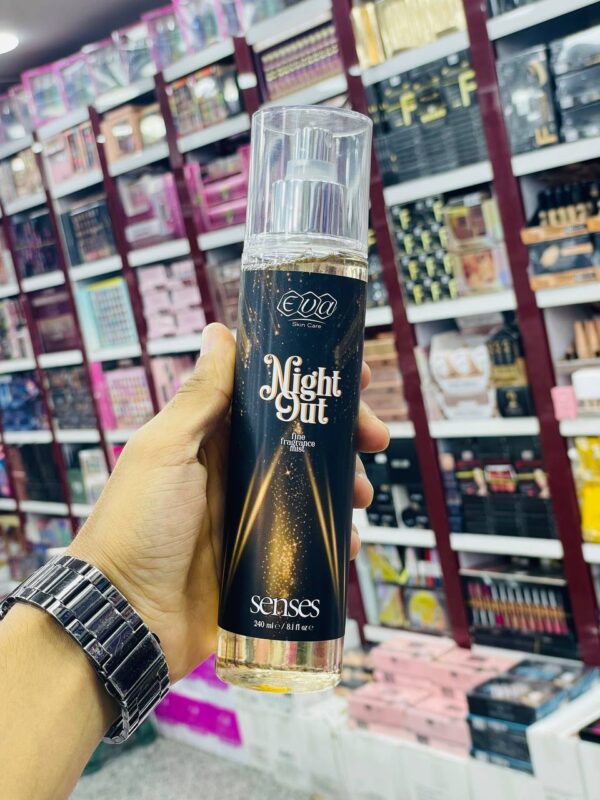 EVA
Skin Care
Night
Out
fine
fragrance
mist
senses
240 ml ℮ / 8.1 fl oz ℮
F
F